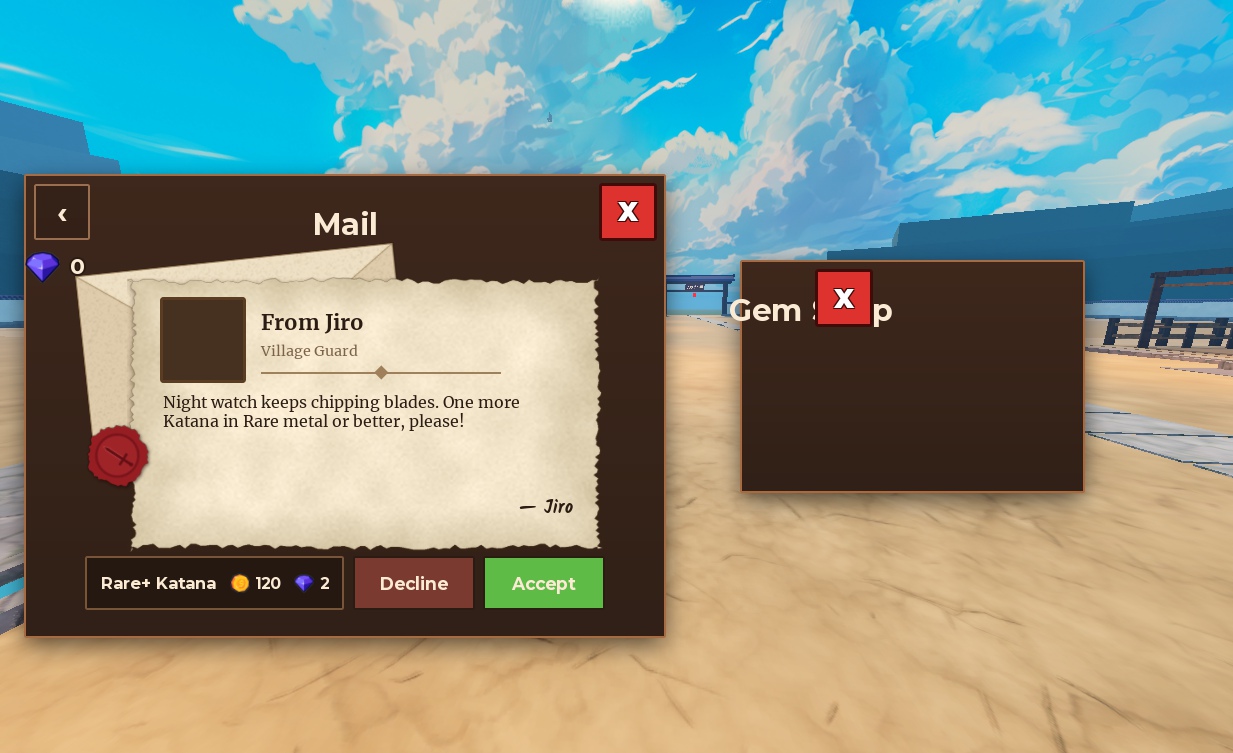 ‹
Mail
X
0
From Jiro
Village Guard
Night watch keeps chipping blades. One more
Katana in Rare metal or better, please!
— Jiro
Rare+ Katana 120 2
Decline
Accept
Gem
X